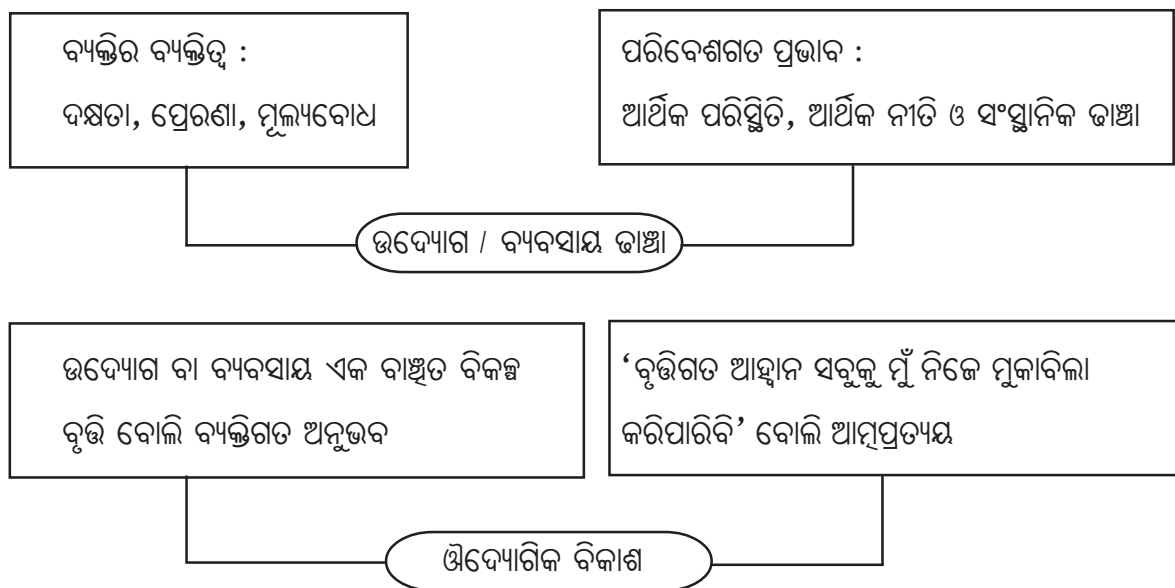 ବ୍ୟକ୍ତିର ବ୍ୟକ୍ତିତ୍ୱ :
ଦକ୍ଷତା, ପ୍ରେରଣା, ମୂଲ୍ୟବୋଧ
ପରିବେଶଗତ ପ୍ରଭାବ :
ଆର୍ଥିକ ପରିସ୍ଥିତି, ଆର୍ଥିକ ନୀତି ଓ ସଂସ୍ଥାନିକ ଢାଞ୍ଚା
ଉଦ୍ୟୋଗ / ବ୍ୟବସାୟ ଢାଞ୍ଚା
ଉଦ୍ୟୋଗ ବା ବ୍ୟବସାୟ ଏକ ବାଞ୍ଛିତ ବିକଳ୍ପ
ବୃତ୍ତି ବୋଲି ବ୍ୟକ୍ତିଗତ ଅନୁଭବ
‘ବୃତ୍ତିଗତ ଆହ୍ୱାନ ସବୁକୁ ମୁଁ ନିଜେ ମୁକାବିଲା
କରିପାରିବି’ ବୋଲି ଆତ୍ମପ୍ରତ୍ୟୟ
ଔଦ୍ୟୋଗିକ ବିକାଶ